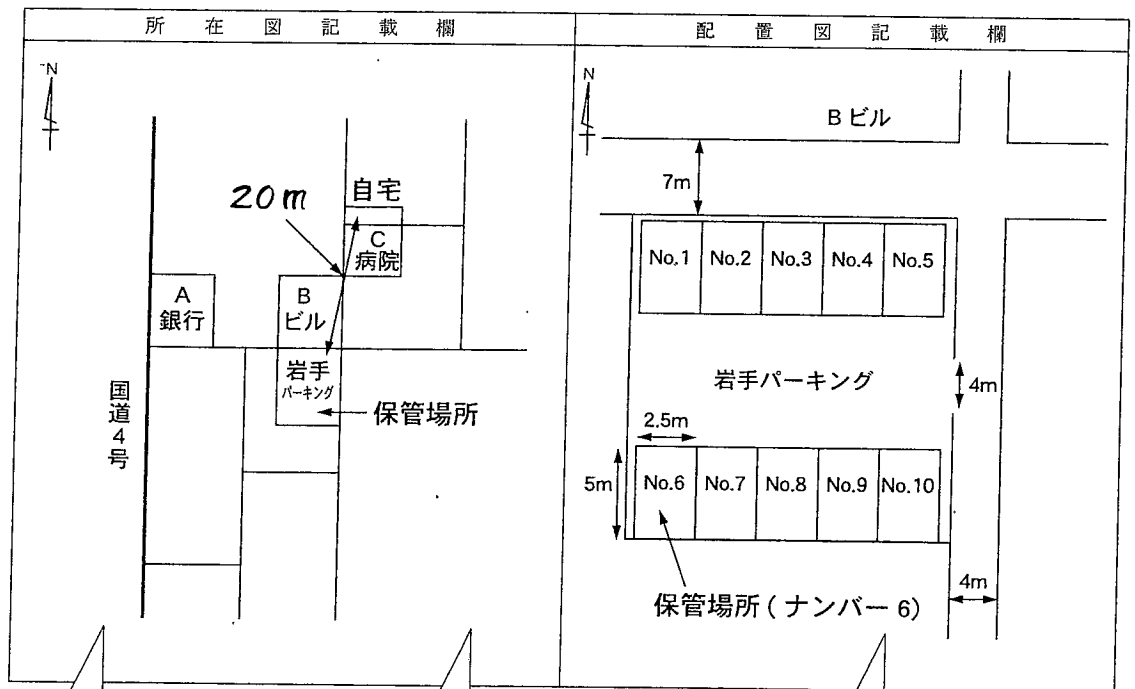 所在図記載欄
N
20m
自宅
C
病院
A
銀行
B
ビル
岩手
パーキング
保管場所
国道4号
配置図記載欄
N
Bビル
7m
No.1 No.2 No.3 No.4 No.5
岩手パーキング
4m
2.5m
5m
No.6 No.7 No.8 No.9 No.10
4m
保管場所(ナンバー6)